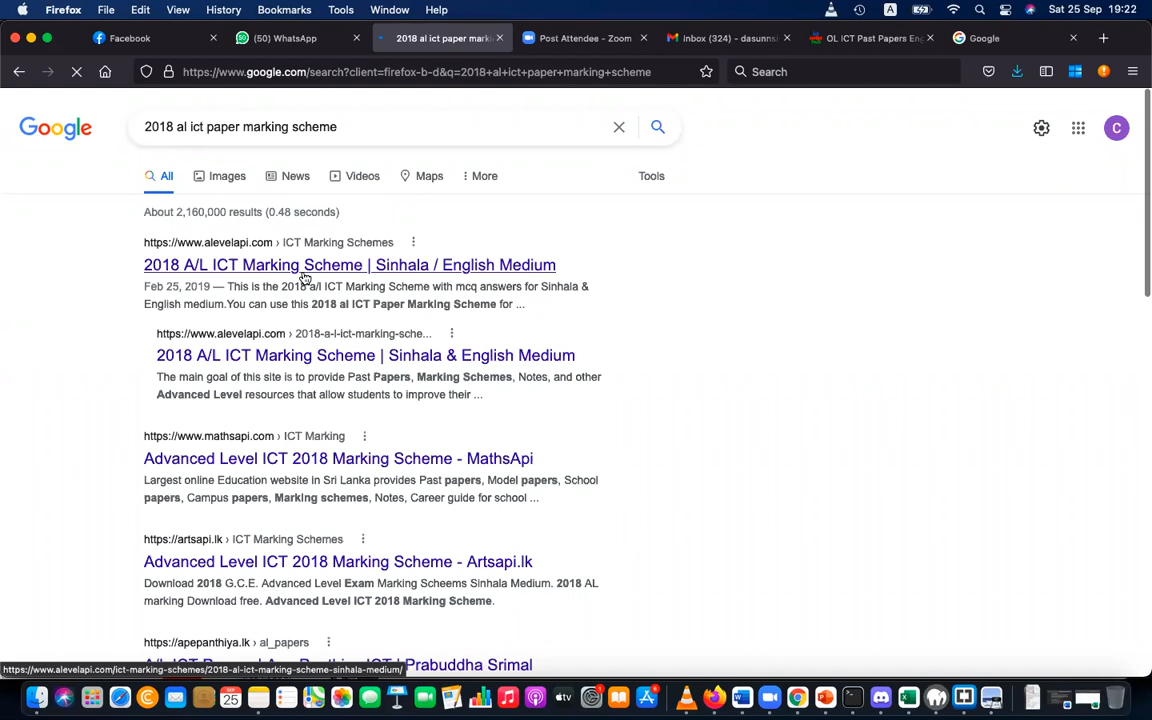 Firefox File Edit View History Bookmarks Tools Window Help A Sat 25 Sep 19:22
Facebook (50) WhatsApp 2018 al ict paper marki Post Attendee - Zoom Inbox (324) - dasunns OL ICT Past Papers Eng Google
https://www.google.com/search?client=firefox-b-d&q=2018+al+ict+paper+marking+scheme Search
Google 2018 al ict paper marking scheme C
All Images News Videos Maps More Tools
About 2,160,000 results (0.48 seconds)
https://www.alevelapi.com › ICT Marking Schemes
2018 A/L ICT Marking Scheme | Sinhala / English Medium
Feb 25, 2019 — This is the 2018 a/l ICT Marking Scheme with mcq answers for Sinhala &
English medium.You can use this 2018 al ICT Paper Marking Scheme for ...
https://www.alevelapi.com › 2018-a-l-ict-marking-sche...
2018 A/L ICT Marking Scheme | Sinhala & English Medium
The main goal of this site is to provide Past Papers, Marking Schemes, Notes, and other
Advanced Level resources that allow students to improve their ...
https://www.mathsapi.com › ICT Marking
Advanced Level ICT 2018 Marking Scheme - MathsApi
Largest online Education website in Sri Lanka provides Past papers, Model papers, School
papers, Campus papers, Marking schemes, Notes, Career guide for school ...
https://artsapi.lk › ICT Marking Schemes
Advanced Level ICT 2018 Marking Scheme - Artsapi.lk
Download 2018 G.C.E. Advanced Level Exam Marking Scheems Sinhala Medium. 2018 AL
marking Download free. Advanced Level ICT 2018 Marking Scheme.
https://apepanthiya.lk › al_papers
Prabuddha Srimal
https://www.alevelapi.com/ict-marking-schemes/2018-al-ict-marking-scheme-sinhala-medium/
SEP 25 tv